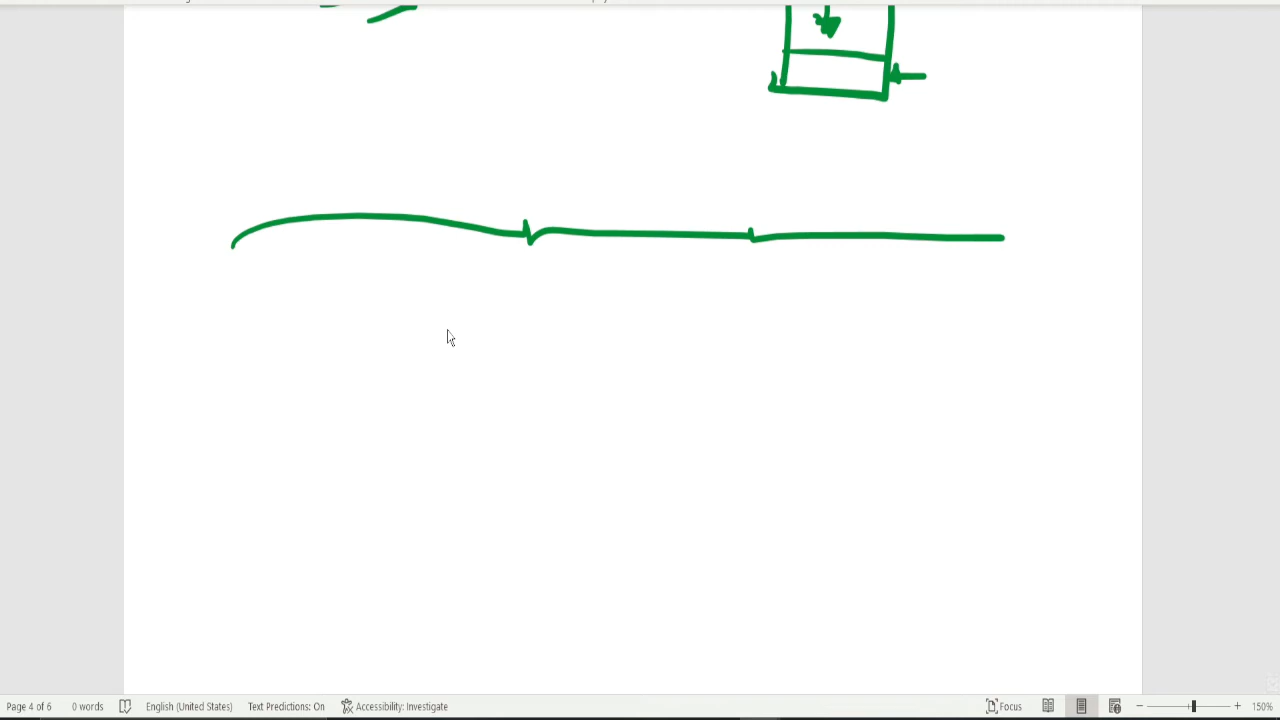 Page 4 of 6 0 words English (United States) Text Predictions: On Accessibility: Investigate Focus 150%